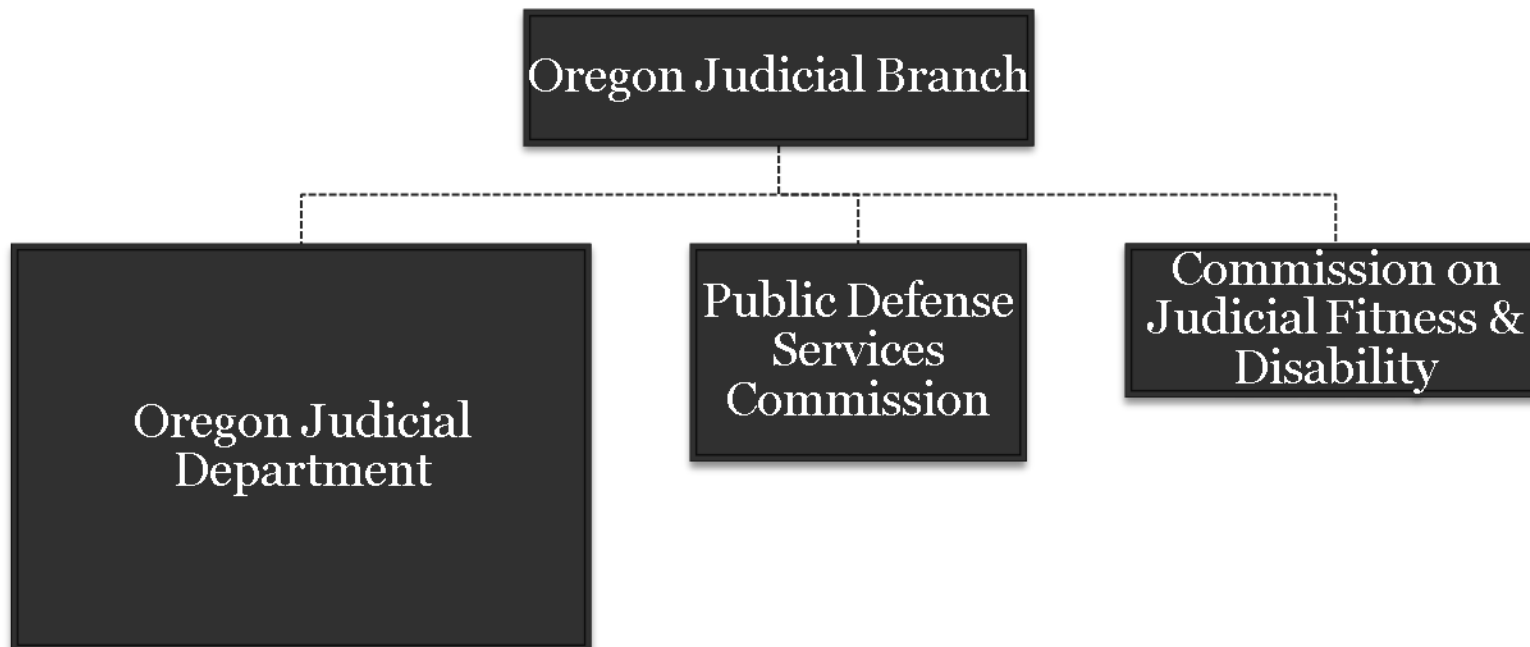 Oregon Judicial Branch
Oregon Judicial
Department
Public Defense
Services
Commission
Commission on
Judicial Fitness &
Disability